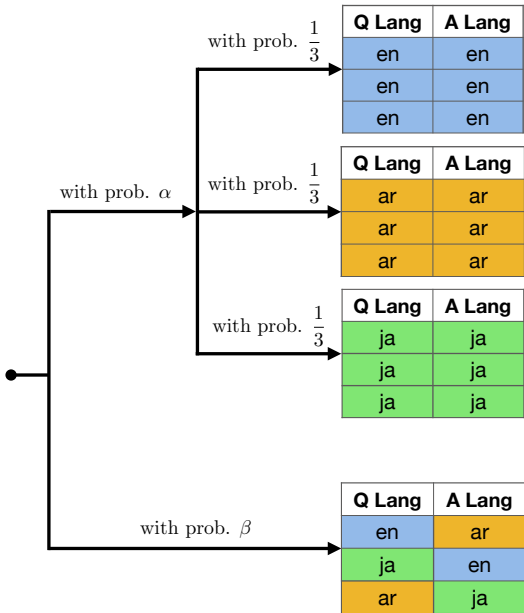 with prob. 1/3
Q Lang A Lang
en en
en en
en en
with prob. α
with prob. 1/3
Q Lang A Lang
ar ar
ar ar
ar ar
with prob. 1/3
Q Lang A Lang
ja ja
ja ja
ja ja
with prob. β
Q Lang A Lang
en ar
ja en
ar ja